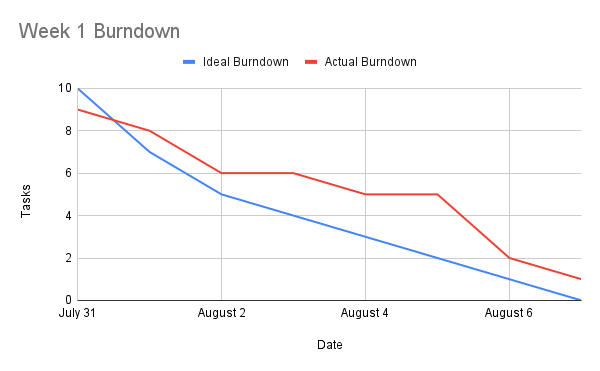 Week 1 Burndown
Ideal Burndown Actual Burndown
10
8
6
4
2
0
Tasks
July 31 August 2 August 4 August 6
Date